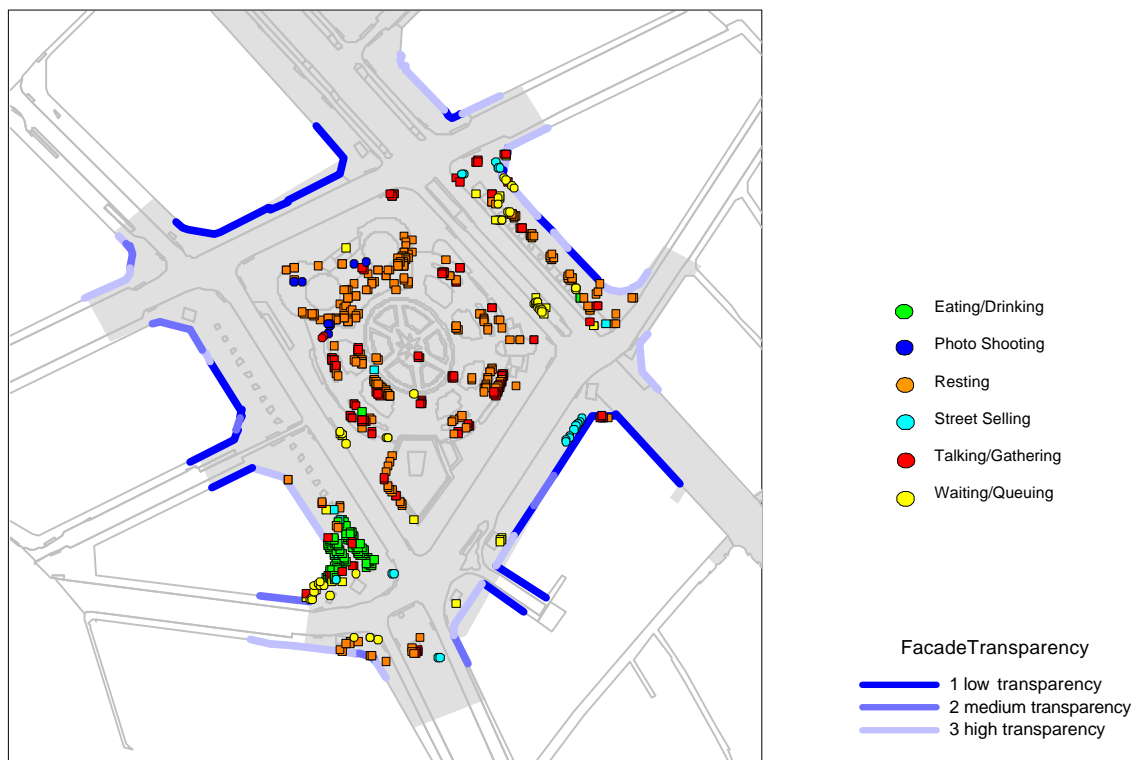 Eating/Drinking
Photo Shooting
Resting
Street Selling
Talking/Gathering
Waiting/Queuing
FacadeTransparency
1 low transparency
2 medium transparency
3 high transparency